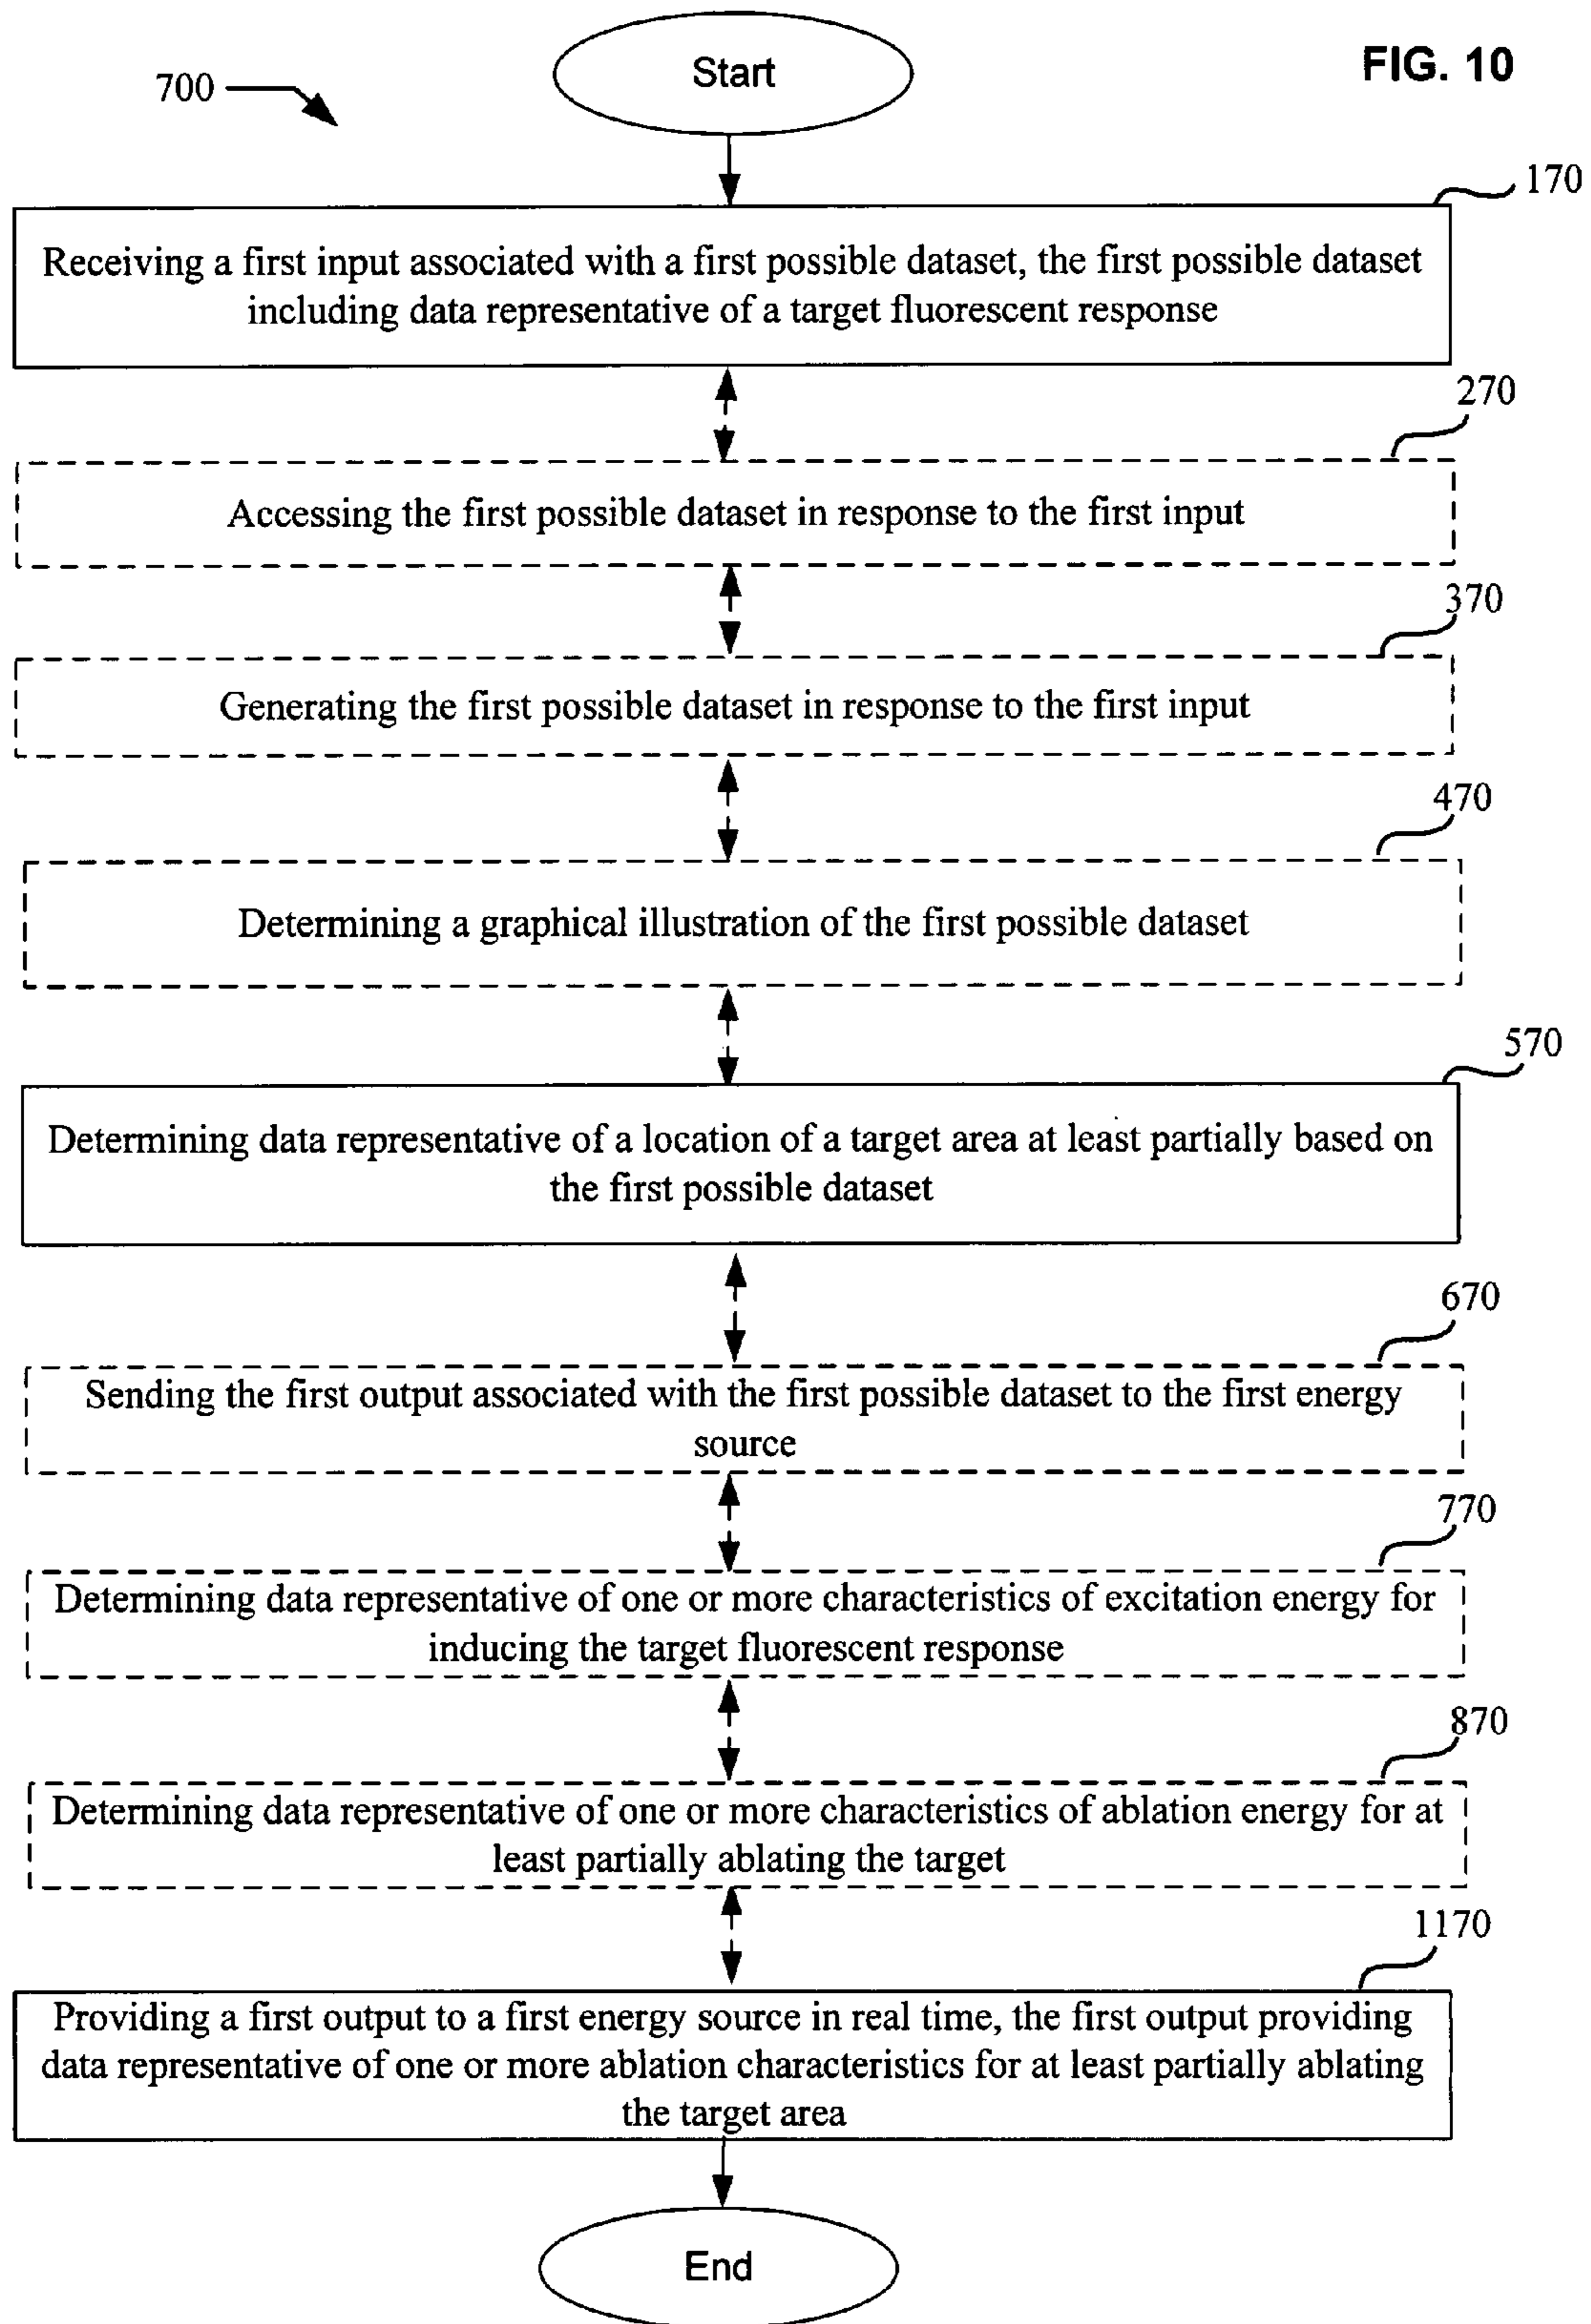 FIG. 10
700
Start
170
Receiving a first input associated with a first possible dataset, the first possible dataset
including data representative of a target fluorescent response
270
Accessing the first possible dataset in response to the first input
370
Generating the first possible dataset in response to the first input
470
Determining a graphical illustration of the first possible dataset
570
Determining data representative of a location of a target area at least partially based on
the first possible dataset
670
Sending the first output associated with the first possible dataset to the first energy
source
770
Determining data representative of one or more characteristics of excitation energy for
inducing the target fluorescent response
870
Determining data representative of one or more characteristics of ablation energy for at
least partially ablating the target
1170
Providing a first output to a first energy source in real time, the first output providing
data representative of one or more ablation characteristics for at least partially ablating
the target area
End